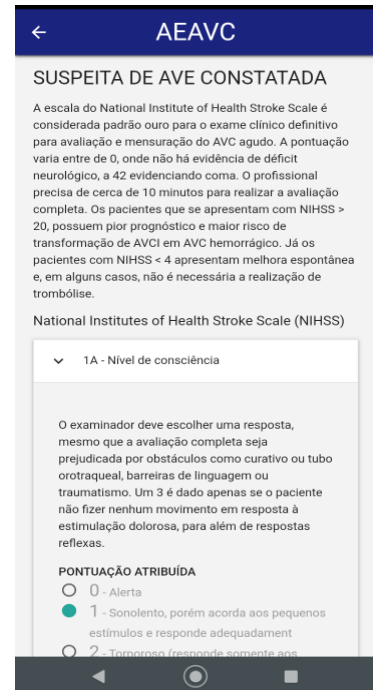 AEAVC
SUSPEITA DE AVE CONSTATADA
A escala do National Institute of Health Stroke Scale é
considerada padrão ouro para o exame clínico definitivo
para avaliação e mensuração do AVC agudo. A pontuação
varia entre de 0, onde não há evidência de déficit
neurológico, a 42 evidenciando coma. O profissional
precisa de cerca de 10 minutos para realizar a avaliação
completa. Os pacientes que se apresentam com NIHSS >
20, possuem pior prognóstico e maior risco de
transformação de AVCI em AVC hemorrágico. Já os
pacientes com NIHSS < 4 apresentam melhora espontânea
e, em alguns casos, não é necessária a realização de
trombólise.
National Institutes of Health Stroke Scale (NIHSS)
1A - Nível de consciência
O examinador deve escolher uma resposta,
mesmo que a avaliação completa seja
prejudicada por obstáculos como curativo ou tubo
orotraqueal, barreiras de linguagem ou
traumatismo. Um 3 é dado apenas se o paciente
não fizer nenhum movimento em resposta à
estimulação dolorosa, para além de respostas
reflexas.
PONTUAÇÃO ATRIBUÍDA
0 - Alerta
1 - Sonolento, porém acorda aos pequenos
estímulos e responde adequadament
2 - Torporoso (responde somente aos